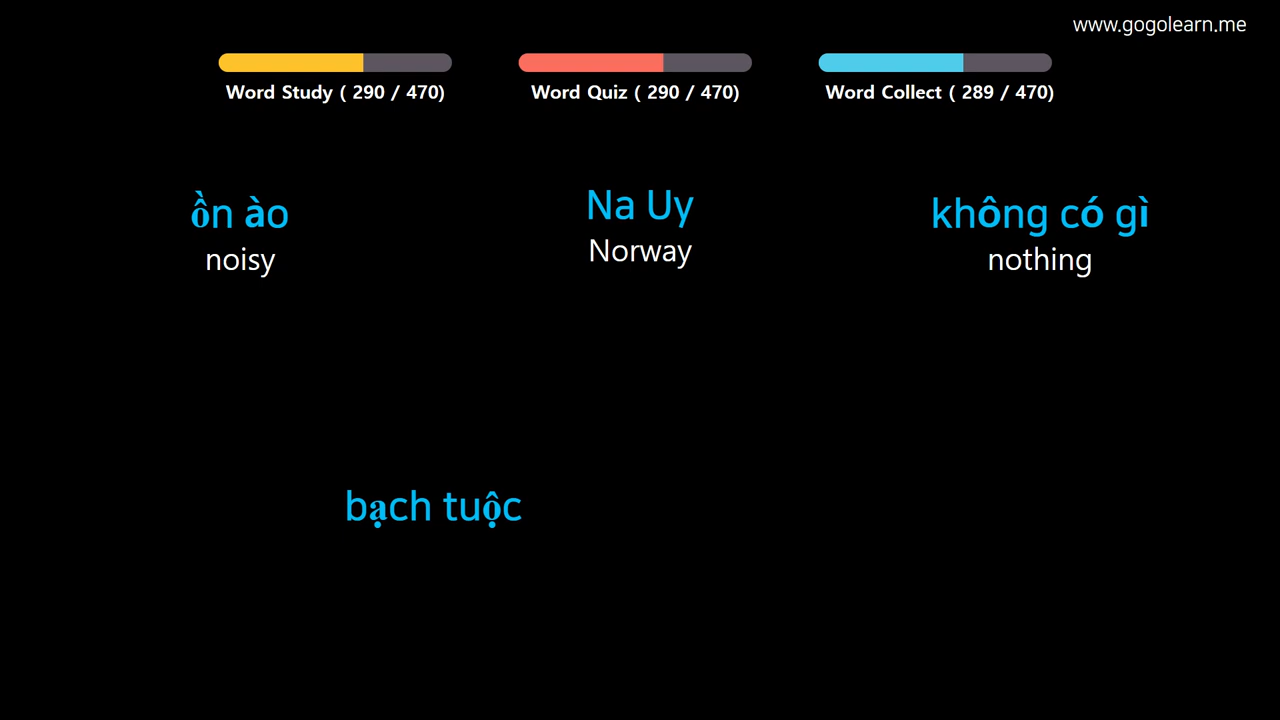 www.gogolearn.me
Word Study ( 290 / 470)
Word Quiz ( 290 / 470)
Word Collect ( 289 / 470)
ồn ào
noisy
Na Uy
Norway
không có gì
nothing
bạch tuộc